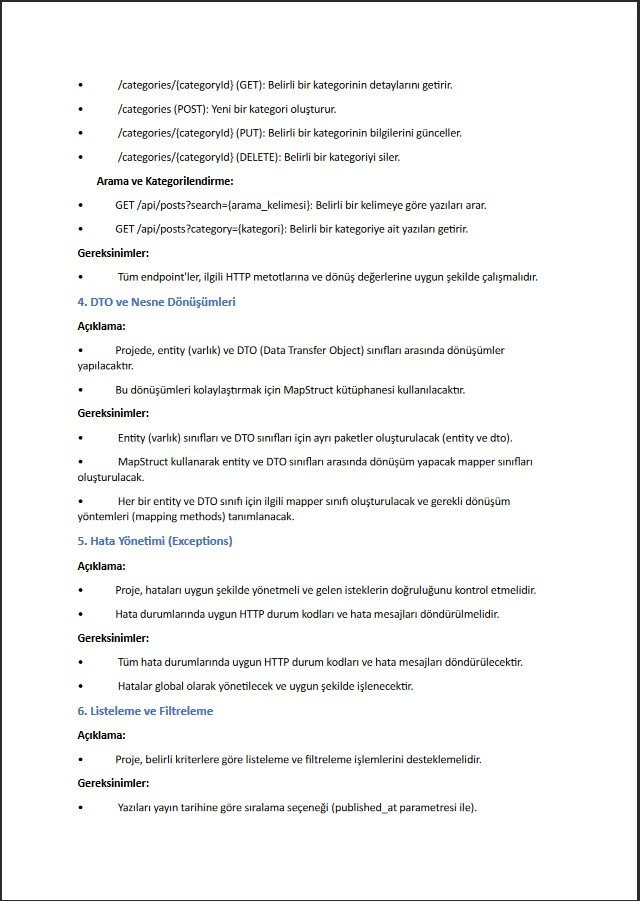 • /categories/{categoryId} (GET): Belirli bir kategorinin detaylarını getirir.
• /categories (POST): Yeni bir kategori oluşturur.
• /categories/{categoryId} (PUT): Belirli bir kategorinin bilgilerini günceller.
• /categories/{categoryId} (DELETE): Belirli bir kategoriyi siler.
Arama ve Kategorilendirme:
• GET /api/posts?search={arama_kelimesi}: Belirli bir kelimeye göre yazıları arar.
• GET /api/posts?category={kategori}: Belirli bir kategoriye ait yazıları getirir.
Gereksinimler:
• Tüm endpoint'ler, ilgili HTTP metotlarına ve dönüş değerlerine uygun şekilde çalışmalıdır.
4. DTO ve Nesne Dönüşümleri
Açıklama:
• Projede, entity (varlık) ve DTO (Data Transfer Object) sınıfları arasında dönüşümler
yapılacaktır.
• Bu dönüşümleri kolaylaştırmak için MapStruct kütüphanesi kullanılacaktır.
Gereksinimler:
• Entity (varlık) sınıfları ve DTO sınıfları için ayrı paketler oluşturulacak (entity ve dto).
• MapStruct kullanarak entity ve DTO sınıfları arasında dönüşüm yapacak mapper sınıfları
oluşturulacak.
• Her bir entity ve DTO sınıfı için ilgili mapper sınıfı oluşturulacak ve gerekli dönüşüm
yöntemleri (mapping methods) tanımlanacak.
5. Hata Yönetimi (Exceptions)
Açıklama:
• Proje, hataları uygun şekilde yönetmeli ve gelen isteklerin doğruluğunu kontrol etmelidir.
• Hata durumlarında uygun HTTP durum kodları ve hata mesajları döndürülmelidir.
Gereksinimler:
• Tüm hata durumlarında uygun HTTP durum kodları ve hata mesajları döndürülecektir.
• Hatalar global olarak yönetilecek ve uygun şekilde işlenecektir.
6. Listeleme ve Filtreleme
Açıklama:
• Proje, belirli kriterlere göre listeleme ve filtreleme işlemlerini desteklemelidir.
Gereksinimler:
• Yazıları yayın tarihine göre sıralama seçeneği (published_at parametresi ile).